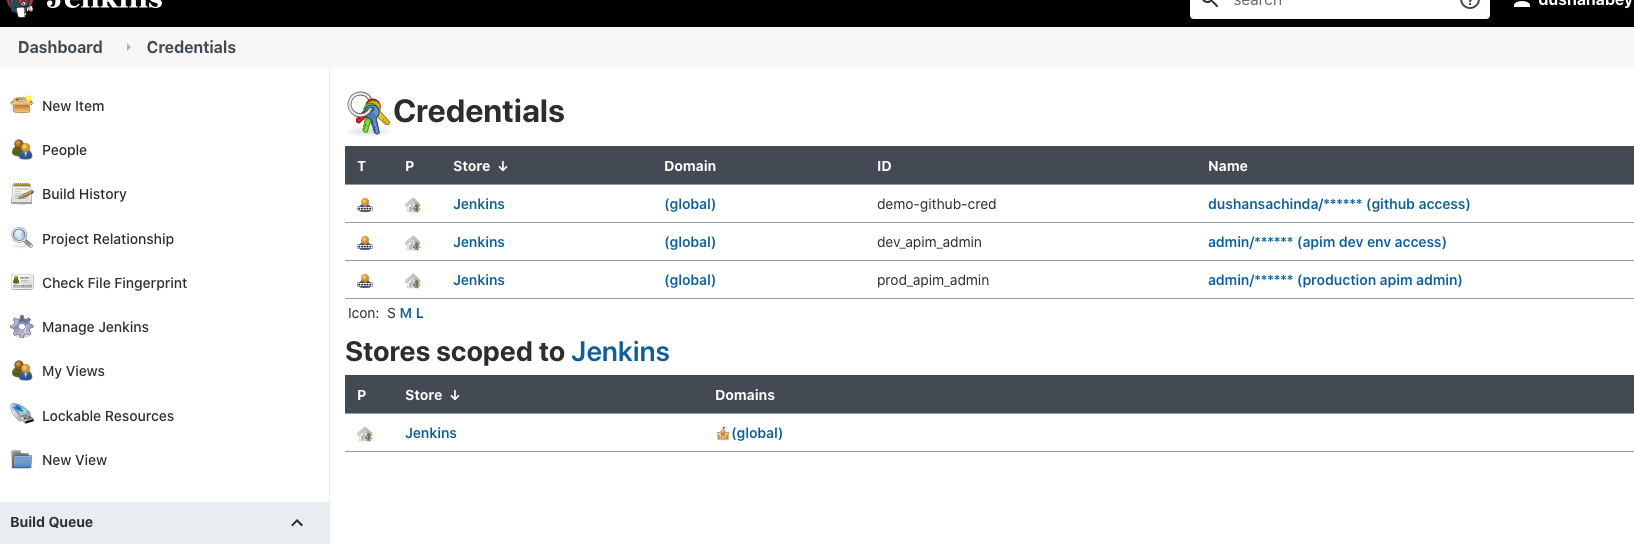 Jenkins
search
Dashboard Credentials
New Item
People
Build History
Project Relationship
Check File Fingerprint
Manage Jenkins
My Views
Lockable Resources
New View
Build Queue
Credentials
T P Store ↓ Domain ID Name
Jenkins (global) demo-github-cred dushansachinda/****** (github access)
Jenkins (global) dev_apim_admin admin/****** (apim dev env access)
Jenkins (global) prod_apim_admin admin/****** (production apim admin)
Icon: S M L
Stores scoped to Jenkins
P Store ↓ Domains
Jenkins (global)